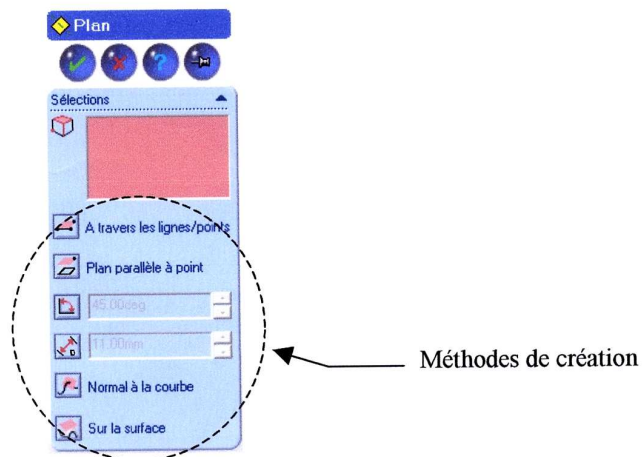 Plan
Sélections
A travers les lignes/points
Plan parallèle à point
45.00deg
11.00mm
D
Normal à la courbe
Sur la surface
Méthodes de création